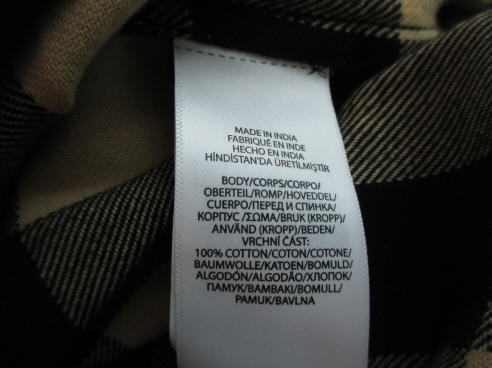 MADE IN INDIA
FABRIQUÉ EN INDE
HECHO EN INDIA
HİNDİSTAN'DA ÜRETİLMİŞTİR
BODY/CORPS/CORPO/
OBERTEIL/ROMP/HOVEDDEL/
CUERPO/ПЕРЕД И СПИНКА/
КОРПУС /ΣΩΜΑ/BRUK (KROPP)/
ANVÄND (KROPP)/BEDEN/
VRCHNÍ ČÁST:
100% COTTON/COTON/COTONE/
BAUMWOLLE/KATOEN/BOMULD/
ALGODÓN/ALGODÃO/ХЛОПОК/
ПАМУК/ΒΑΜΒΑΚΙ/BOMULL/
PAMUK/BAVLNA